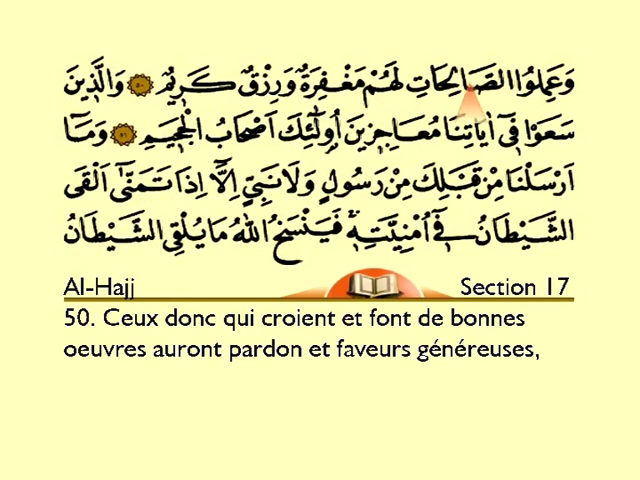 وَعَمِلُوا الصَّالِحَاتِ لَهُمْ مَغْفِرَةٌ وَرِزْقٌ كَرِيمٌ ﴿٥٠﴾ وَالَّذِينَ
سَعَوْا فِٓى اٰيَاتِنَا مُعَاجِزِينَ اُولٰٓئِكَ اَصْحَابُ الْجَحِيمِ ﴿٥١﴾ وَمَٓا
اَرْسَلْنَا مِنْ قَبْلِكَ مِنْ رَسُولٍ وَلَا نَبِىٍّ اِلَّٓا اِذَا تَمَنّٰٓى اَلْقَى
الشَّيْطَانُ فِٓى اُمْنِيَّتِهٖۚ فَيَنْسَخُ اللّٰهُ مَا يُلْقِى الشَّيْطَانُ
Al-Hajj Section 17
50. Ceux donc qui croient et font de bonnes
oeuvres auront pardon et faveurs généreuses,